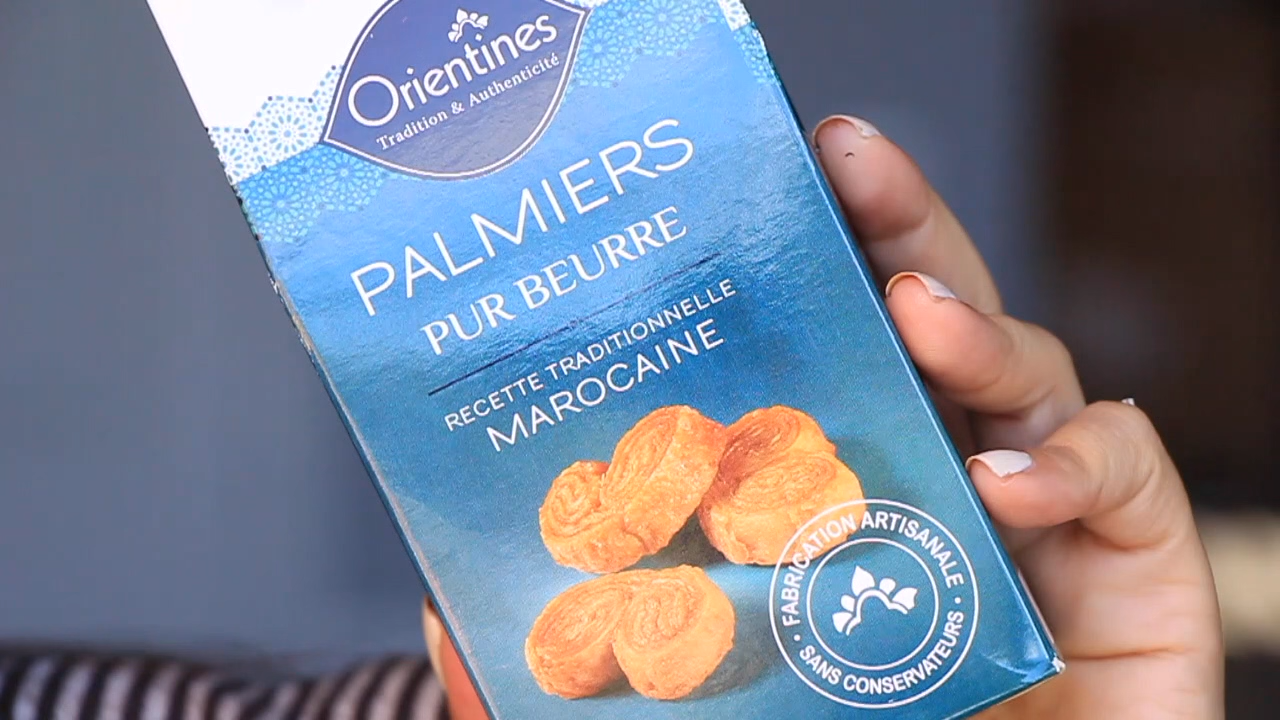 Orientines
Tradition & Authenticité
PALMIERS
PUR BEURRE
RECETTE TRADITIONNELLE
MAROCAINE
FABRICATION ARTISANALE
SANS CONSERVATEURS